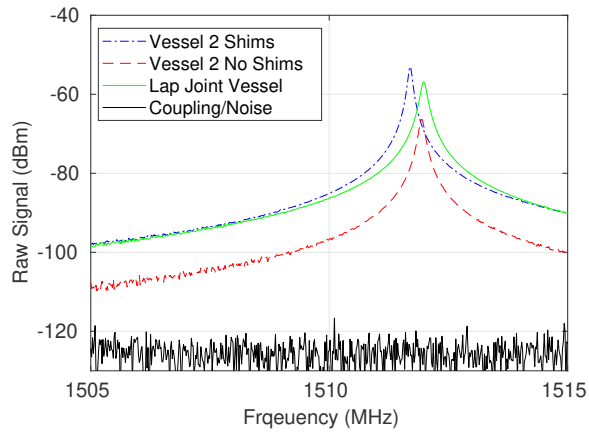 -40
-60
-80
-100
-120
Raw Signal (dBm)
Vessel 2 Shims
Vessel 2 No Shims
Lap Joint Vessel
Coupling/Noise
1505
1510
1515
Frqeuency (MHz)